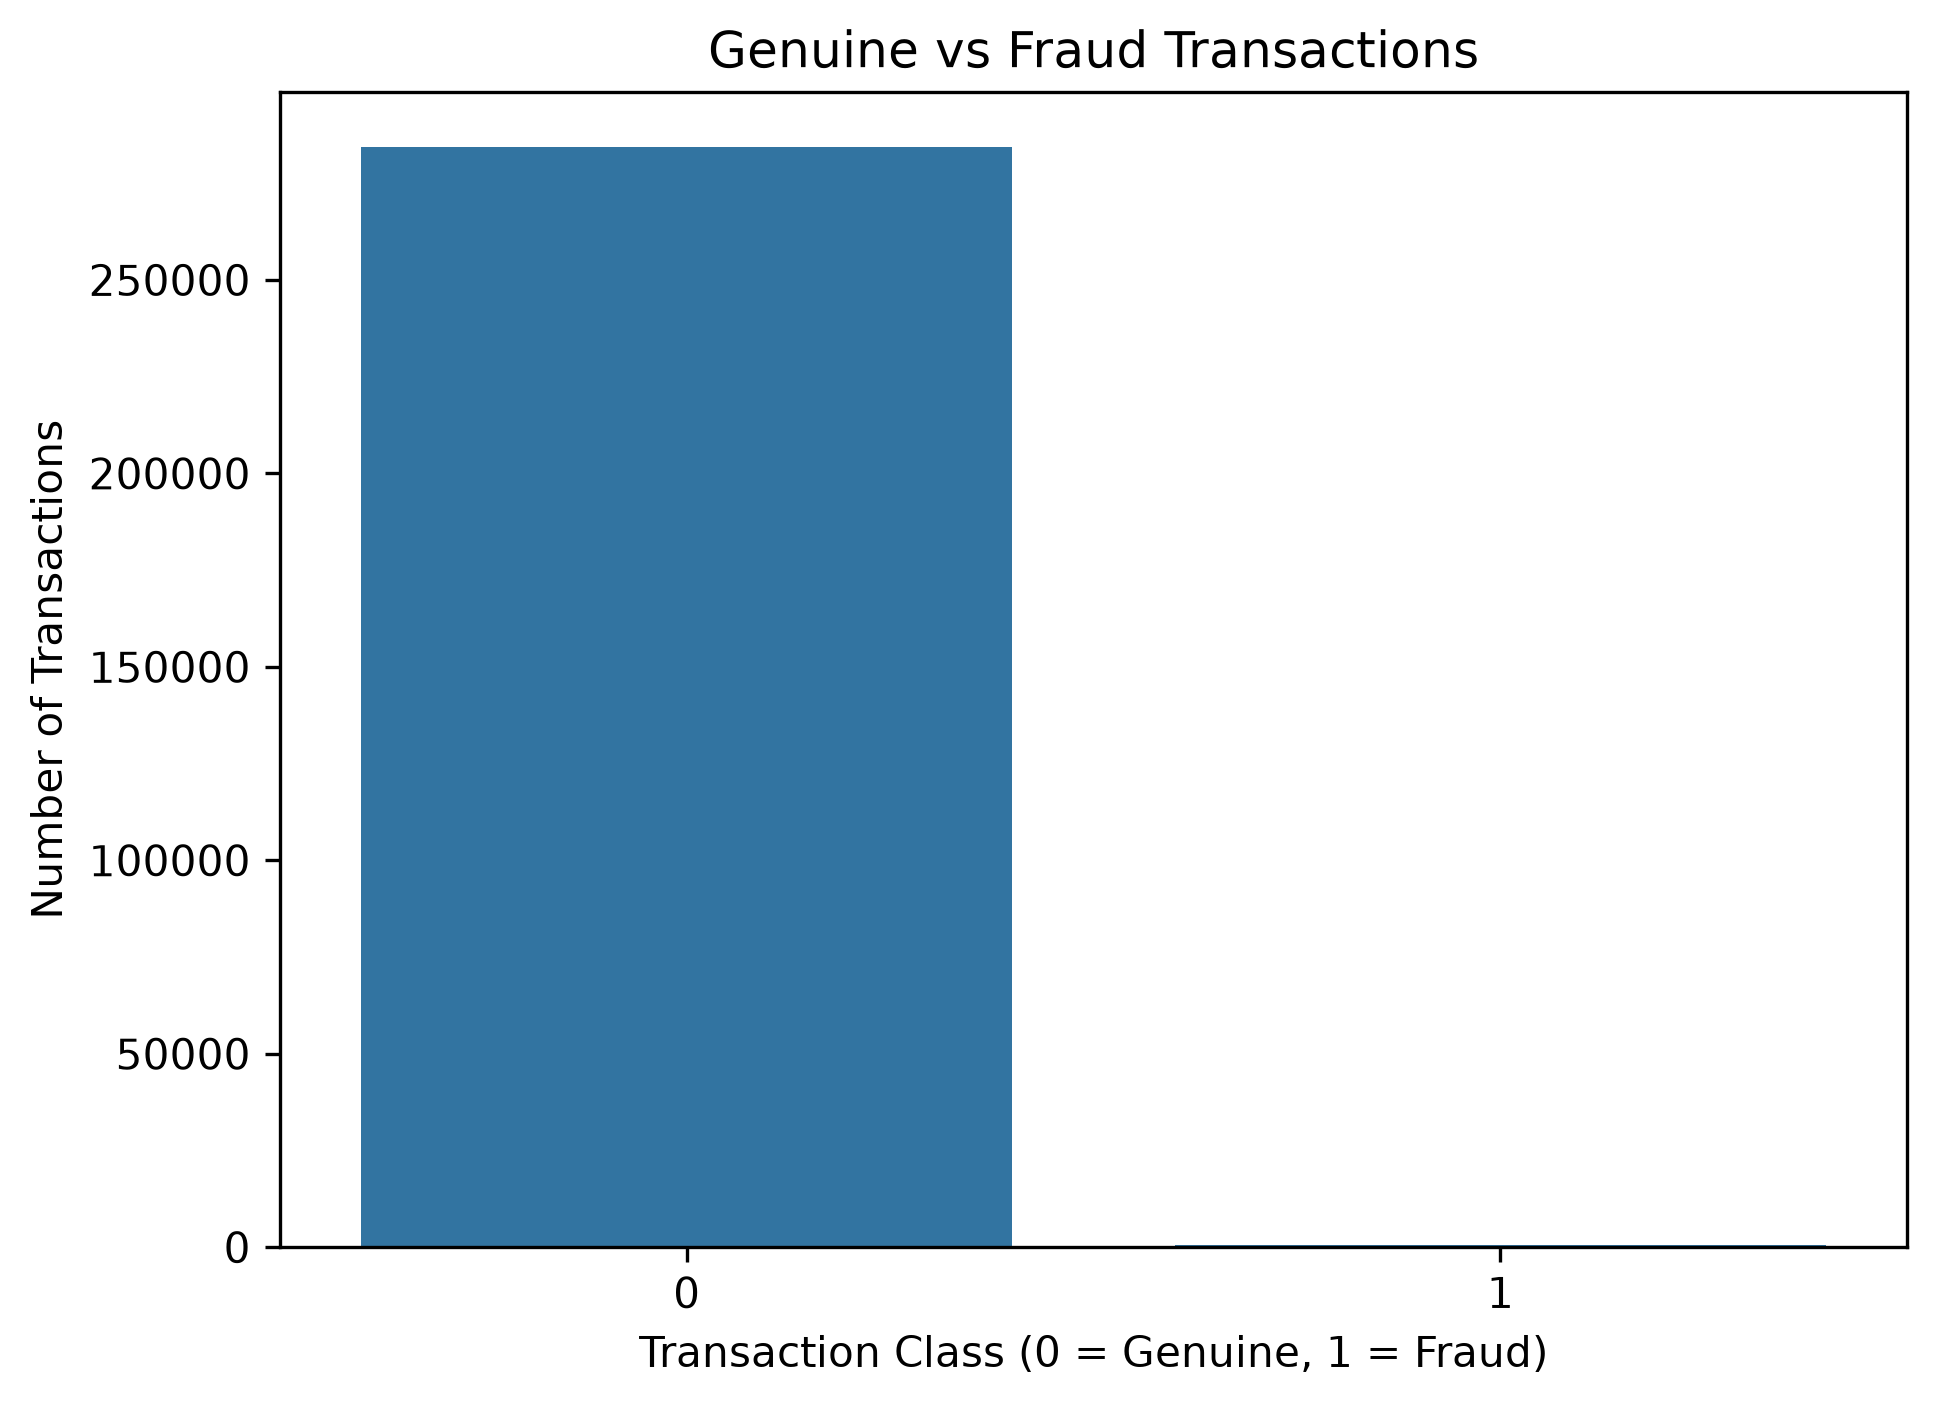 Genuine vs Fraud Transactions
Number of Transactions
250000
200000
150000
100000
50000
0
0
1
Transaction Class (0 = Genuine, 1 = Fraud)